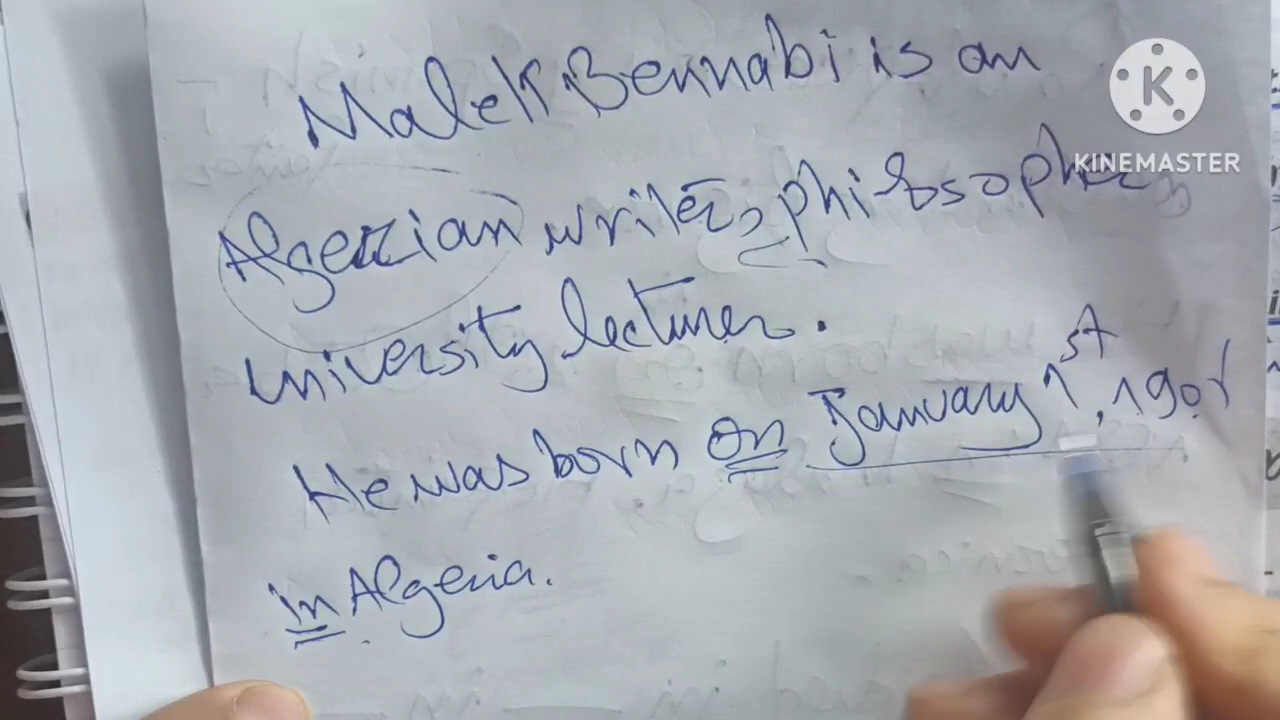 Malek Bennabi is an
Algerian writer, philosopher
university lecturer.
He was born on January 1st, 1905
in Algeria.
K
KINEMASTER